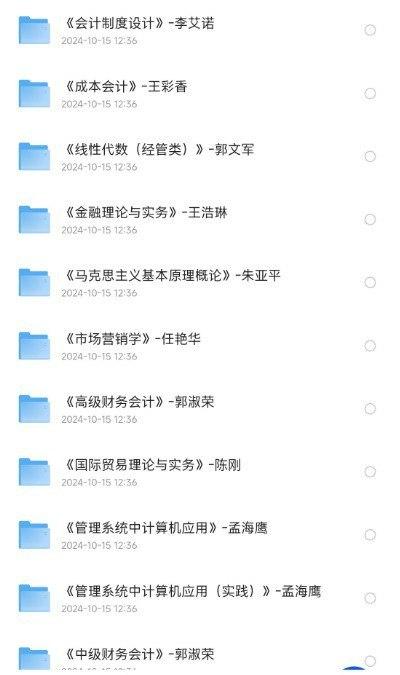 《会计制度设计》-李艾诺
2024-10-15 12:36
《成本会计》-王彩香
2024-10-15 12:36
《线性代数（经管类）》-郭文军
2024-10-15 12:36
《金融理论与实务》-王浩琳
2024-10-15 12:36
《马克思主义基本原理概论》-朱亚平
2024-10-15 12:36
《市场营销学》-任艳华
2024-10-15 12:36
《高级财务会计》-郭淑荣
2024-10-15 12:36
《国际贸易理论与实务》-陈刚
2024-10-15 12:36
《管理系统中计算机应用》-孟海鹰
2024-10-15 12:36
《管理系统中计算机应用（实践）》-孟海鹰
2024-10-15 12:36
《中级财务会计》-郭淑荣